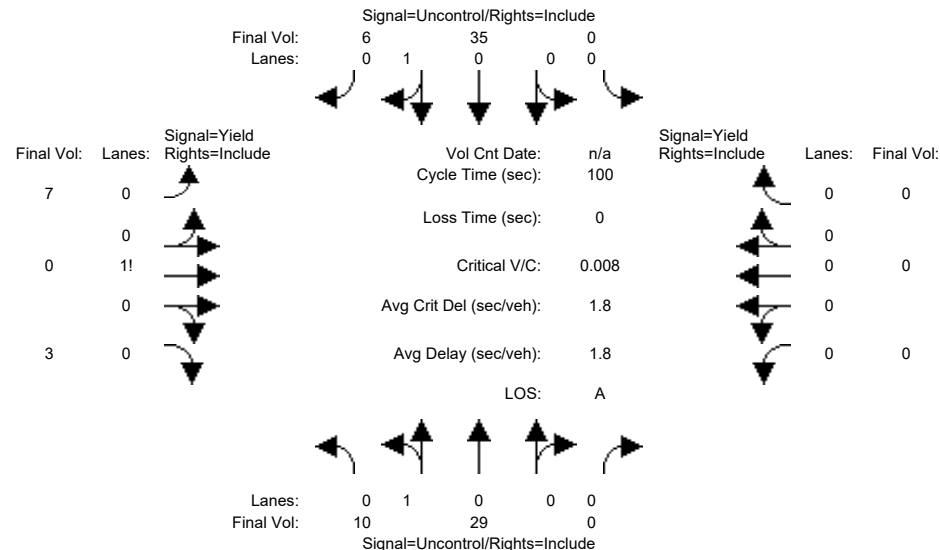 Signal=Uncontrol/Rights=Include
Final Vol: 6 35 0
Lanes: 0 1 0 0 0
Signal=Yield Signal=Yield
Final Vol: Lanes: Rights=Include Vol Cnt Date: n/a Rights=Include Lanes: Final Vol:
Cycle Time (sec): 100
7 0 0 0
Loss Time (sec): 0
0 0
0 1! Critical V/C: 0.008 0 0
0 Avg Crit Del (sec/veh): 1.8 0
3 0 Avg Delay (sec/veh): 1.8 0 0
LOS: A
Lanes: 0 1 0 0 0
Final Vol: 10 29 0
Signal=Uncontrol/Rights=Include